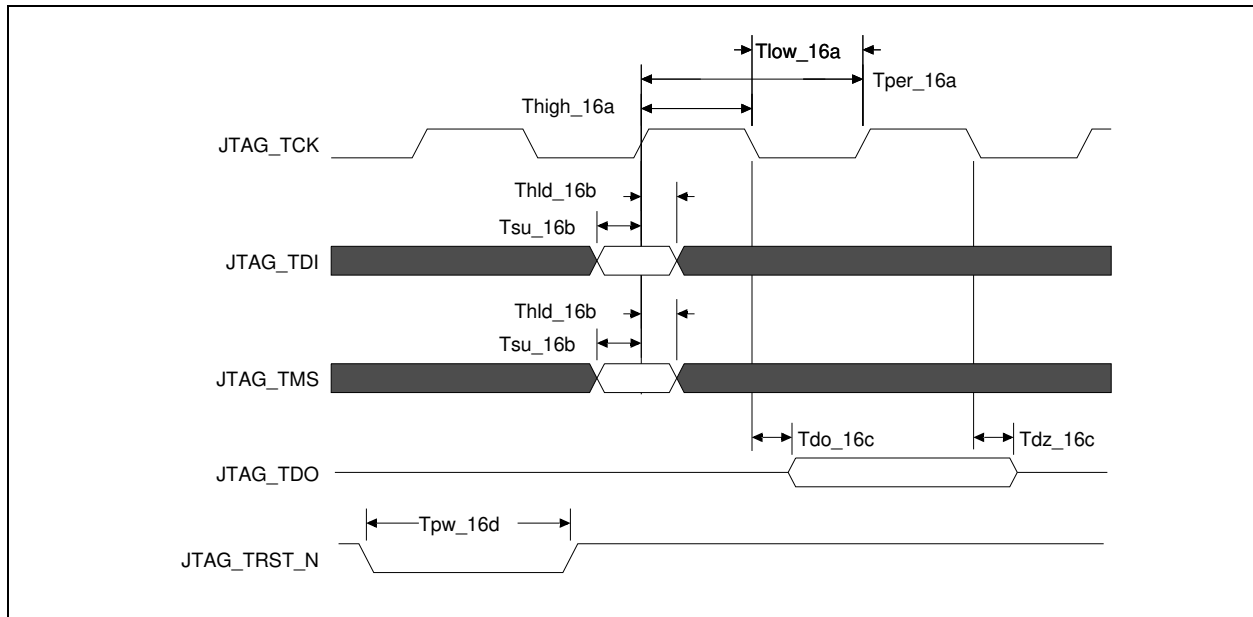 Tlow_16a
Tper_16a
Thigh_16a
JTAG_TCK
Thld_16b
Tsu_16b
JTAG_TDI
Thld_16b
Tsu_16b
JTAG_TMS
Tdo_16c
Tdz_16c
JTAG_TDO
Tpw_16d
JTAG_TRST_N